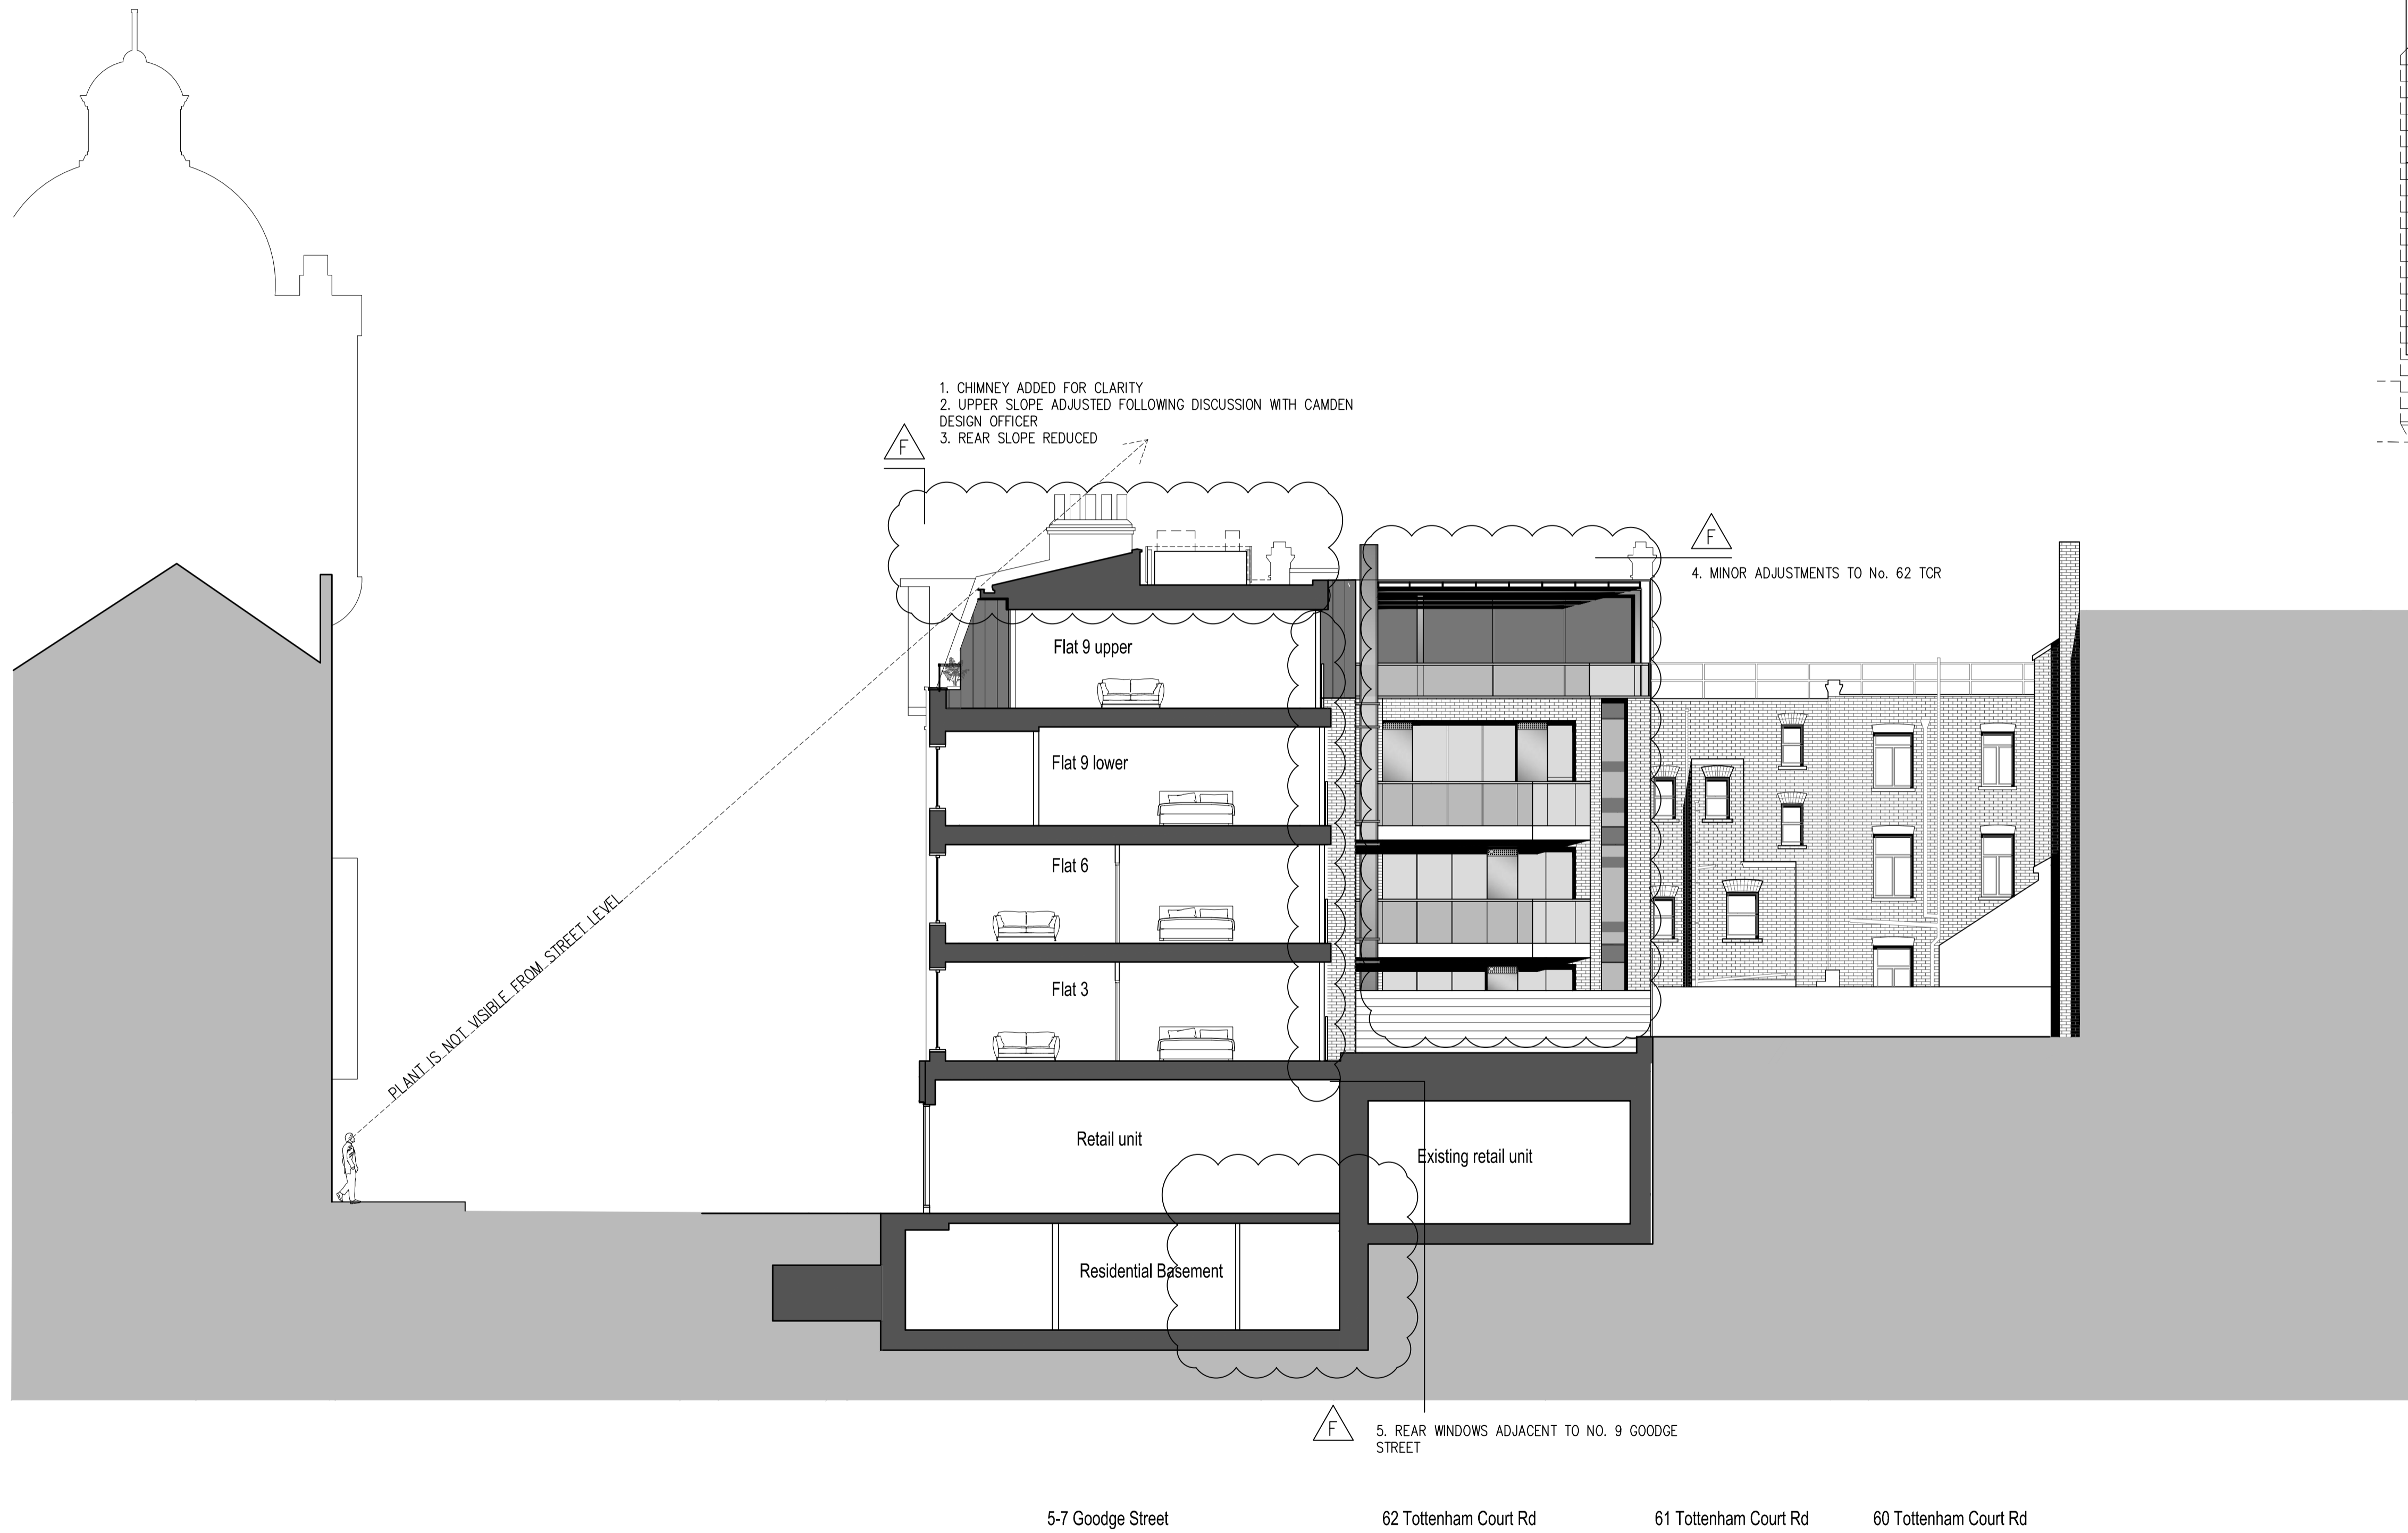 1. CHIMNEY ADDED FOR CLARITY
2. UPPER SLOPE ADJUSTED FOLLOWING DISCUSSION WITH CAMDEN
DESIGN OFFICER
3. REAR SLOPE REDUCED
F
F
4. MINOR ADJUSTMENTS TO No. 62 TCR
Flat 9 upper
Flat 9 lower
Flat 6
PLANT IS NOT VISIBLE FROM STREET LEVEL
Flat 3
Retail unit
Existing retail unit
Residential Basement
F
5. REAR WINDOWS ADJACENT TO NO. 9 GOODGE
STREET
5-7 Goodge Street
62 Tottenham Court Rd
61 Tottenham Court Rd
60 Tottenham Court Rd